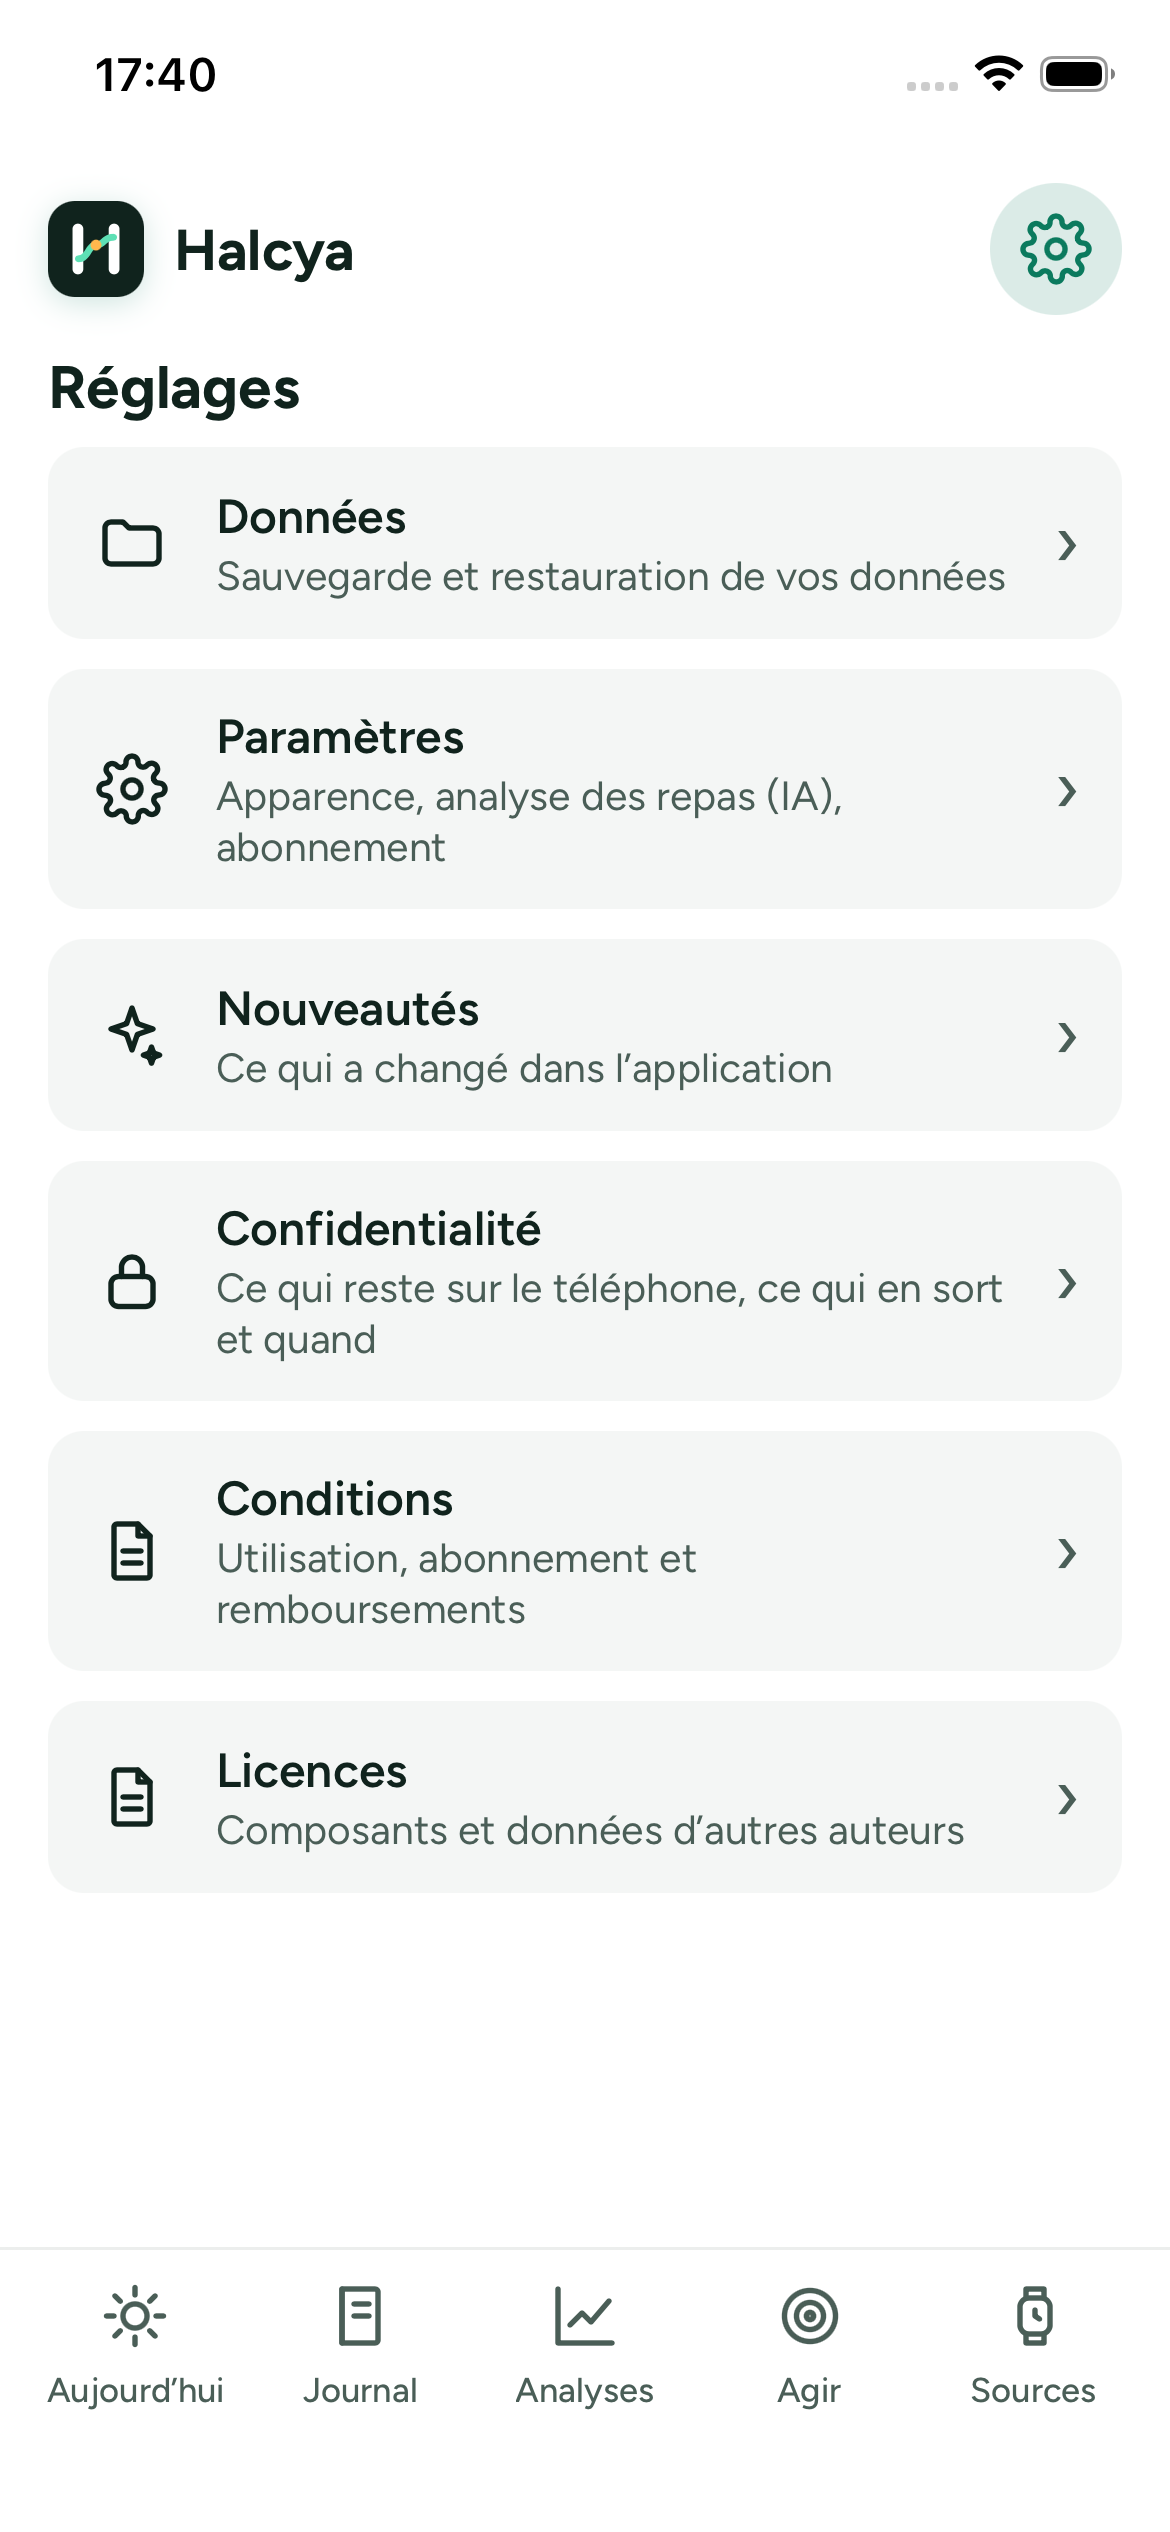 17:40
Halcya
Réglages
Données
Sauvegarde et restauration de vos données
Paramètres
Apparence, analyse des repas (IA),
abonnement
Nouveautés
Ce qui a changé dans l’application
Confidentialité
Ce qui reste sur le téléphone, ce qui en sort
et quand
Conditions
Utilisation, abonnement et
remboursements
Licences
Composants et données d’autres auteurs
Aujourd’hui
Journal
Analyses
Agir
Sources